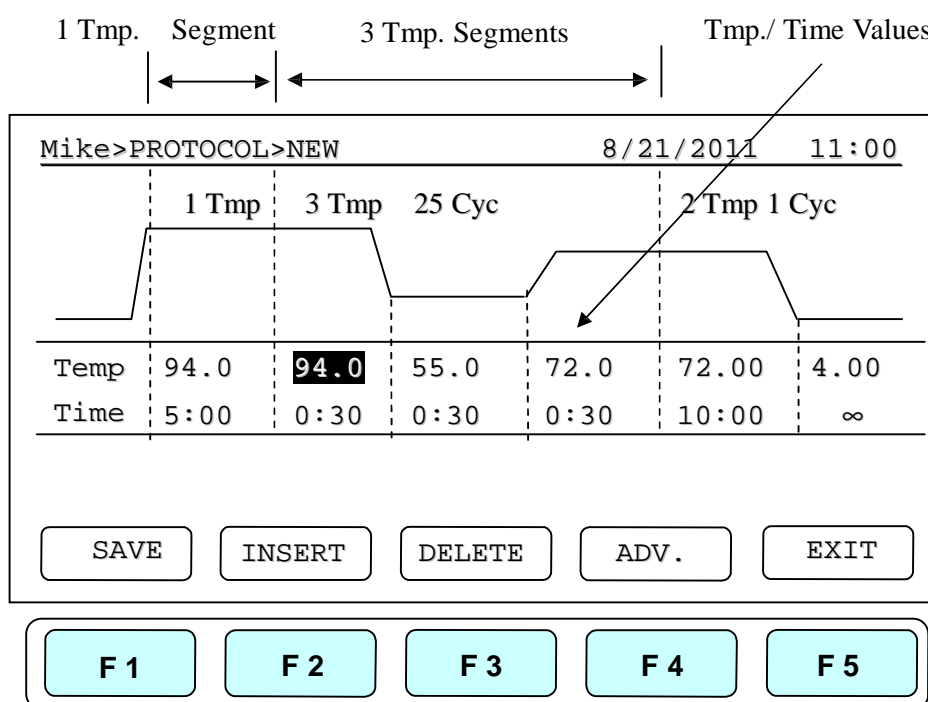 1 Tmp. Segment 3 Tmp. Segments Tmp./ Time Values
Mike>PROTOCOL>NEW 8/21/2011 11:00
1 Tmp 3 Tmp 25 Cyc 2 Tmp 1 Cyc
Temp 94.0 94.0 55.0 72.0 72.00 4.00
Time 5:00 0:30 0:30 0:30 10:00 ∞
SAVE INSERT DELETE ADV. EXIT
F 1 F 2 F 3 F 4 F 5